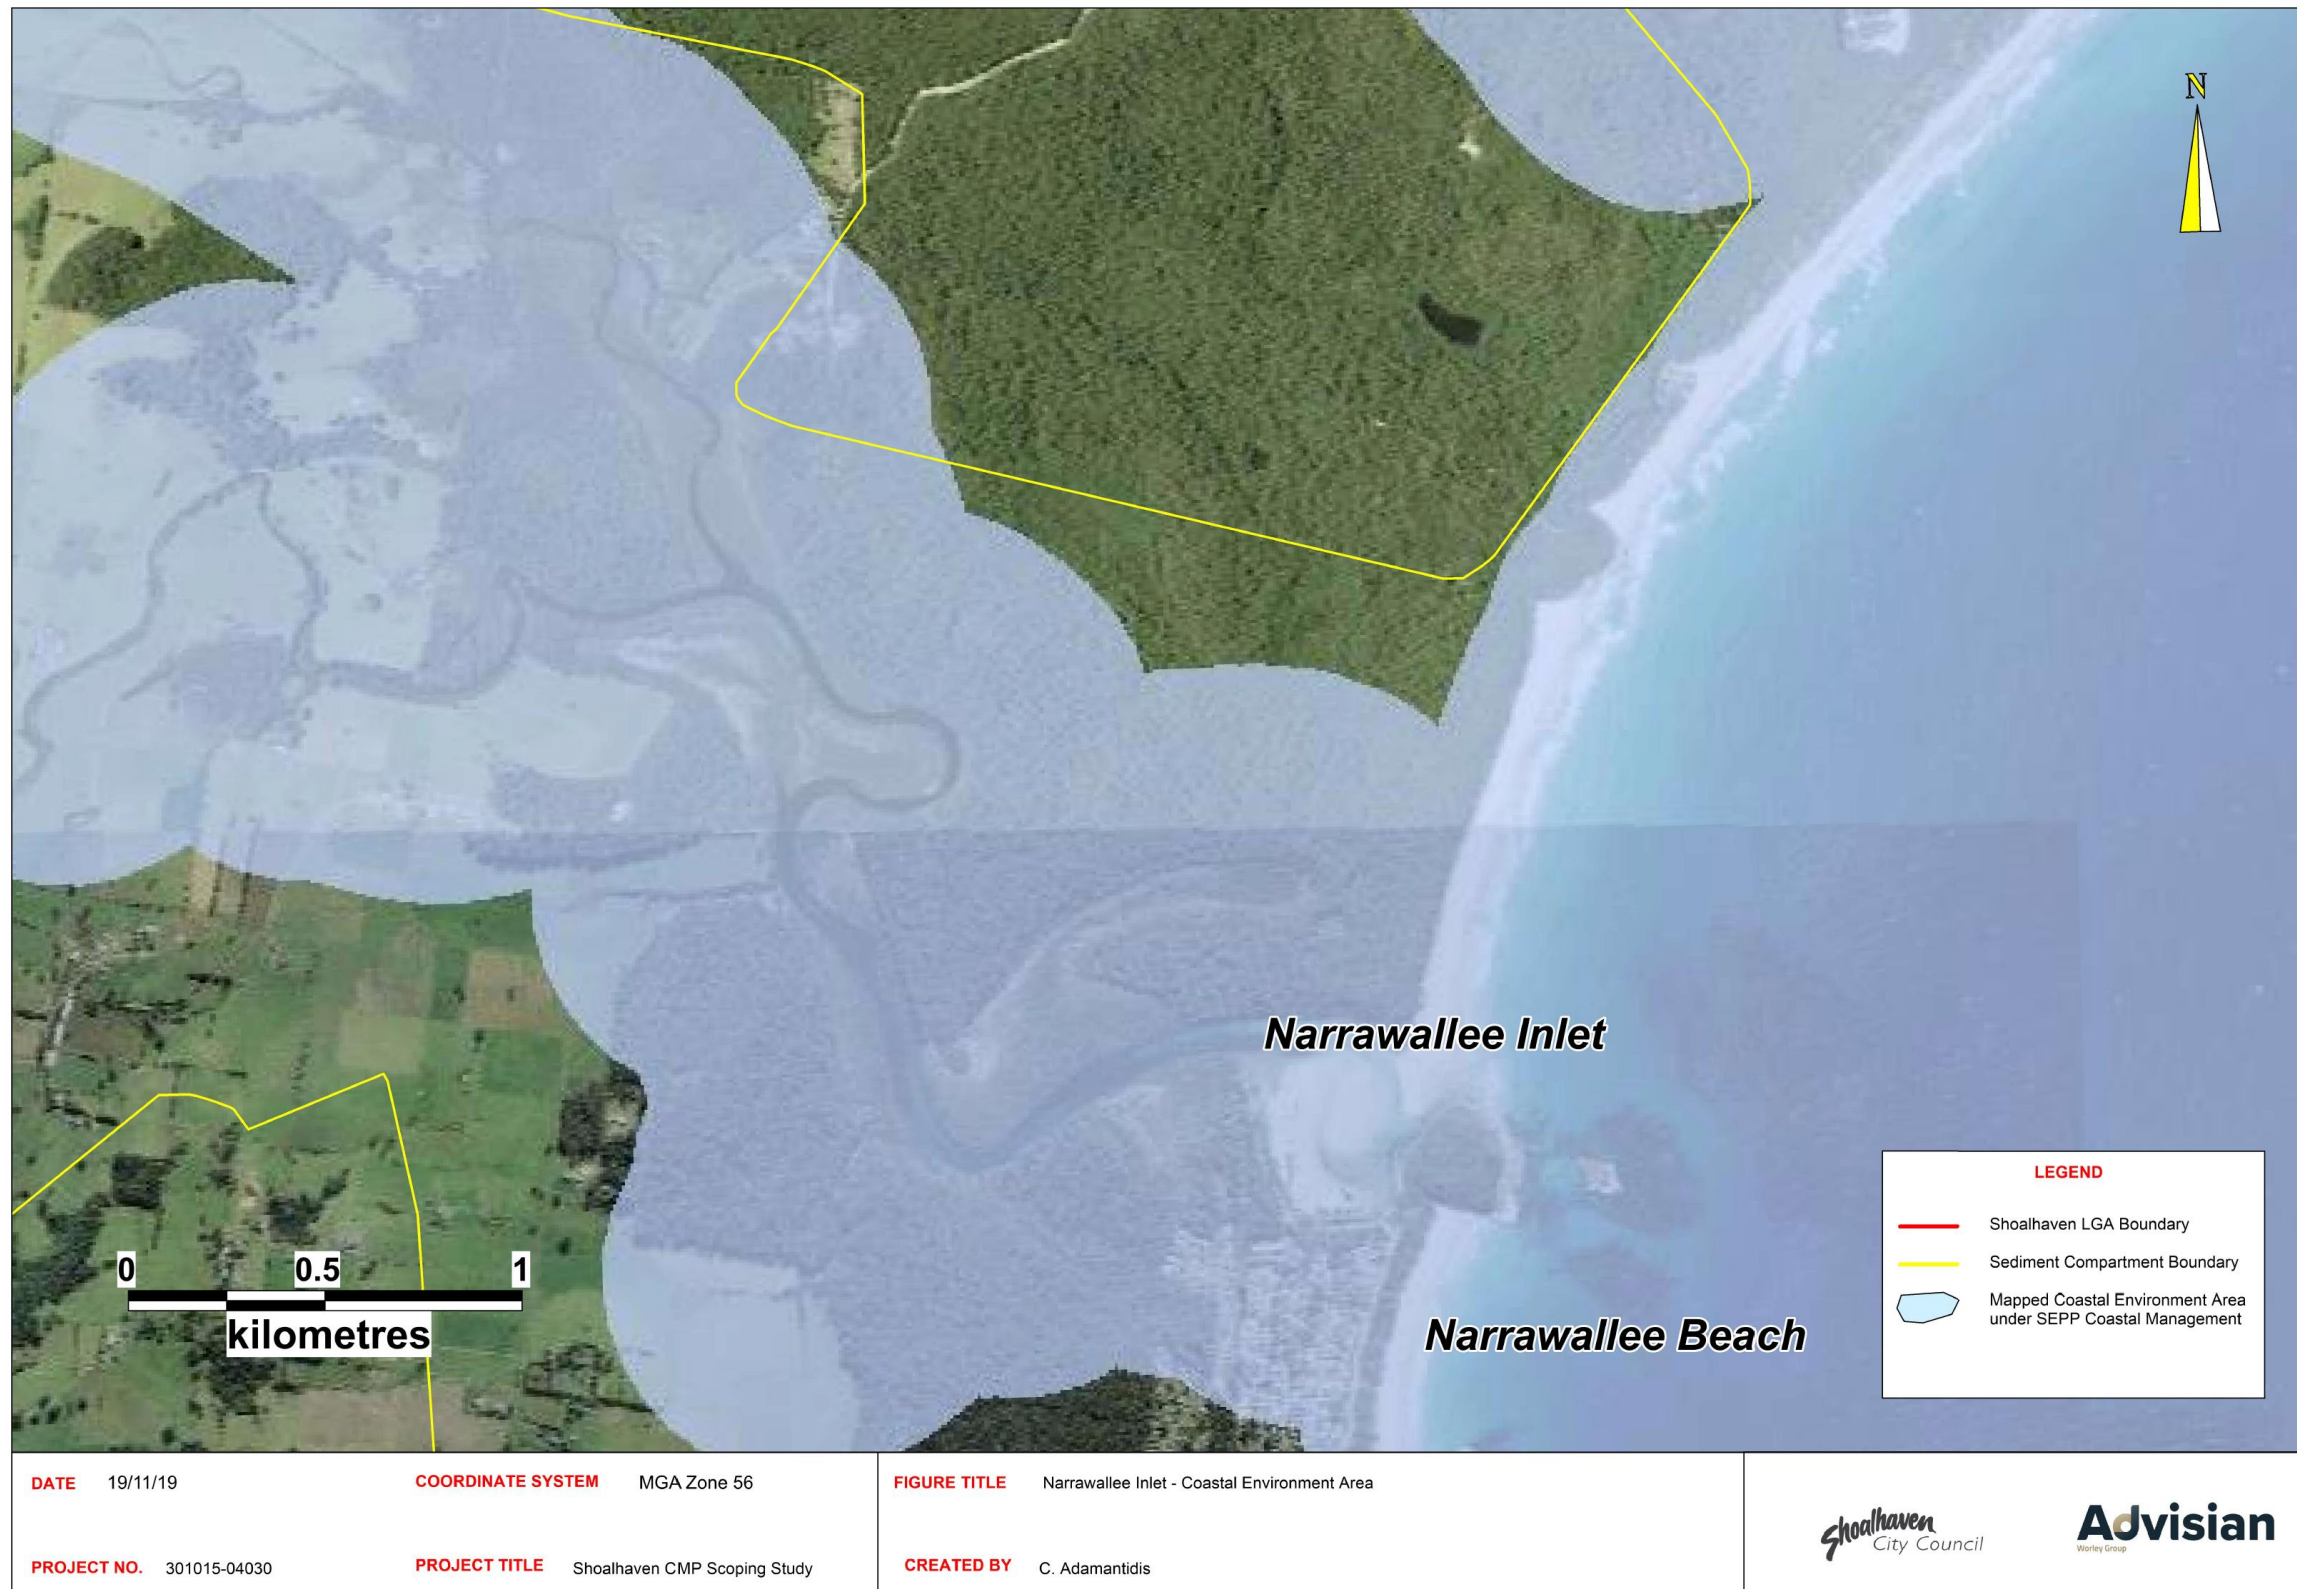 N
Narrawallee Inlet
Narrawallee Beach
0 0.5 1
kilometres
LEGEND
Shoalhaven LGA Boundary
Sediment Compartment Boundary
Mapped Coastal Environment Area
under SEPP Coastal Management
DATE 19/11/19
COORDINATE SYSTEM MGA Zone 56
FIGURE TITLE Narrawallee Inlet - Coastal Environment Area
PROJECT NO. 301015-04030
PROJECT TITLE Shoalhaven CMP Scoping Study
CREATED BY C. Adamantidis
Shoalhaven
City Council
Advisian
Worley Group